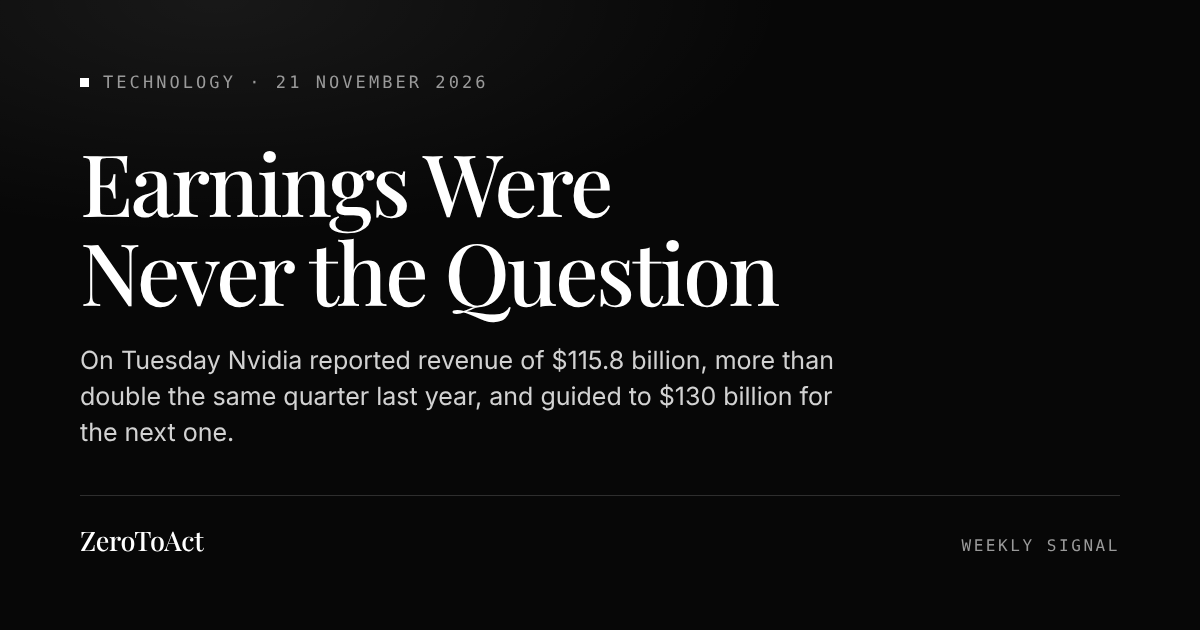 TECHNOLOGY · 21 NOVEMBER 2026
Earnings Were
Never the Question
On Tuesday Nvidia reported revenue of $115.8 billion, more than
double the same quarter last year, and guided to $130 billion for
the next one.
ZeroToAct
WEEKLY SIGNAL